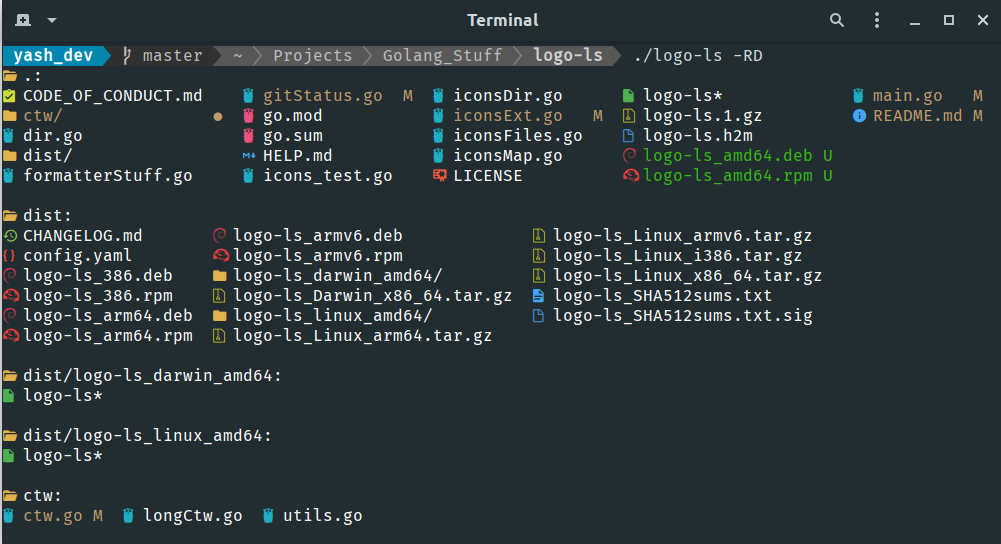 Terminal
yash_dev master ~ Projects Golang_Stuff logo-ls ./logo-ls -RD
.:
CODE_OF_CONDUCT.md gitStatus.go M iconsDir.go logo-ls* main.go M
ctw/ ● go.mod iconsExt.go M logo-ls.1.gz README.md M
dir.go go.sum iconsFiles.go logo-ls.h2m
dist/ HELP.md iconsMap.go logo-ls_amd64.deb U
formatterStuff.go icons_test.go LICENSE logo-ls_amd64.rpm U
dist:
CHANGELOG.md logo-ls_armv6.deb logo-ls_Linux_armv6.tar.gz
config.yaml logo-ls_armv6.rpm logo-ls_Linux_i386.tar.gz
logo-ls_386.deb logo-ls_darwin_amd64/ logo-ls_Linux_x86_64.tar.gz
logo-ls_386.rpm logo-ls_Darwin_x86_64.tar.gz logo-ls_SHA512sums.txt
logo-ls_arm64.deb logo-ls_linux_amd64/ logo-ls_SHA512sums.txt.sig
logo-ls_arm64.rpm logo-ls_Linux_arm64.tar.gz
dist/logo-ls_darwin_amd64:
logo-ls*
dist/logo-ls_linux_amd64:
logo-ls*
ctw:
ctw.go M longCtw.go utils.go